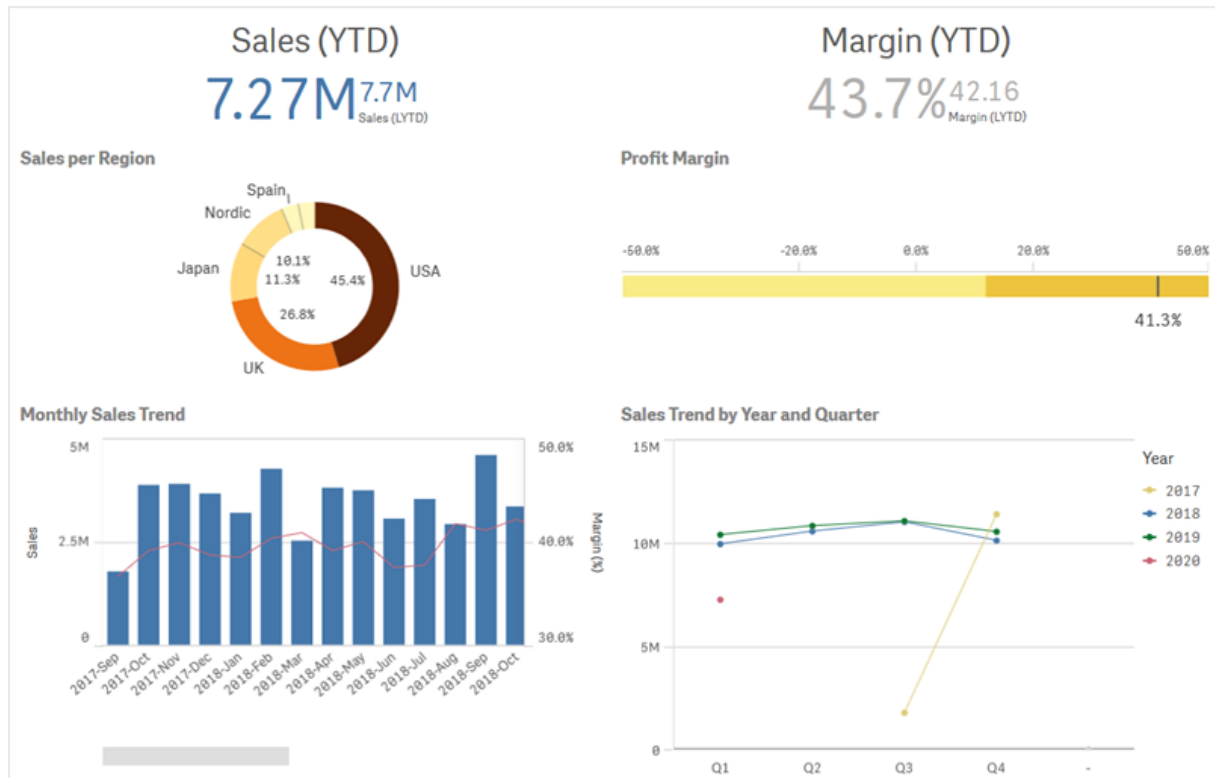 Sales (YTD)
7.27M 7.7M
Sales (LYTD)
Margin (YTD)
43.7% 42.16
Margin (LYTD)
Sales per Region
Spain
Nordic
Japan
USA
UK
10.1%
11.3%
45.4%
26.8%
Profit Margin
-50.0% -20.0% 0.0% 20.0% 50.0%
41.3%
Monthly Sales Trend
5M
2.5M
0
Sales
50.0%
40.0%
30.0%
Margin (%)
2017-Sep
2017-Oct
2017-Nov
2017-Dec
2018-Jan
2018-Feb
2018-Mar
2018-Apr
2018-May
2018-Jun
2018-Jul
2018-Aug
2018-Sep
2018-Oct
Sales Trend by Year and Quarter
15M
10M
5M
0
Q1 Q2 Q3 Q4 -
Year
2017
2018
2019
2020